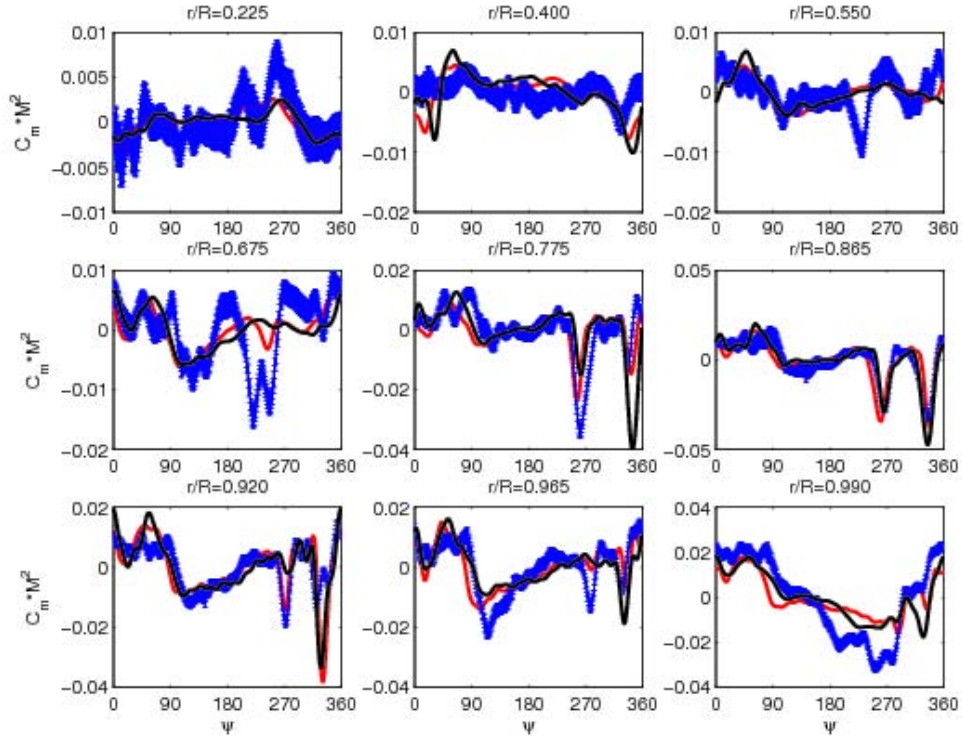 r/R=0.225 r/R=0.400 r/R=0.550
0.01 0.01 0.01
0.005 0 0
0
-0.005 -0.01 -0.01
-0.01 -0.02 -0.02
C_m*M^2
0 90 180 270 360 0 90 180 270 360 0 90 180 270 360
r/R=0.675 r/R=0.775 r/R=0.865
0.01 0.02 0.05
0 0
-0.01 -0.02 0
-0.02 -0.04 -0.05
C_m*M^2
0 90 180 270 360 0 90 180 270 360 0 90 180 270 360
r/R=0.920 r/R=0.965 r/R=0.990
0.02 0.02 0.04
0.02
0 0 0
-0.02 -0.02 -0.02
-0.04 -0.04 -0.04
C_m*M^2
0 90 180 270 360 0 90 180 270 360 0 90 180 270 360
Ψ Ψ Ψ